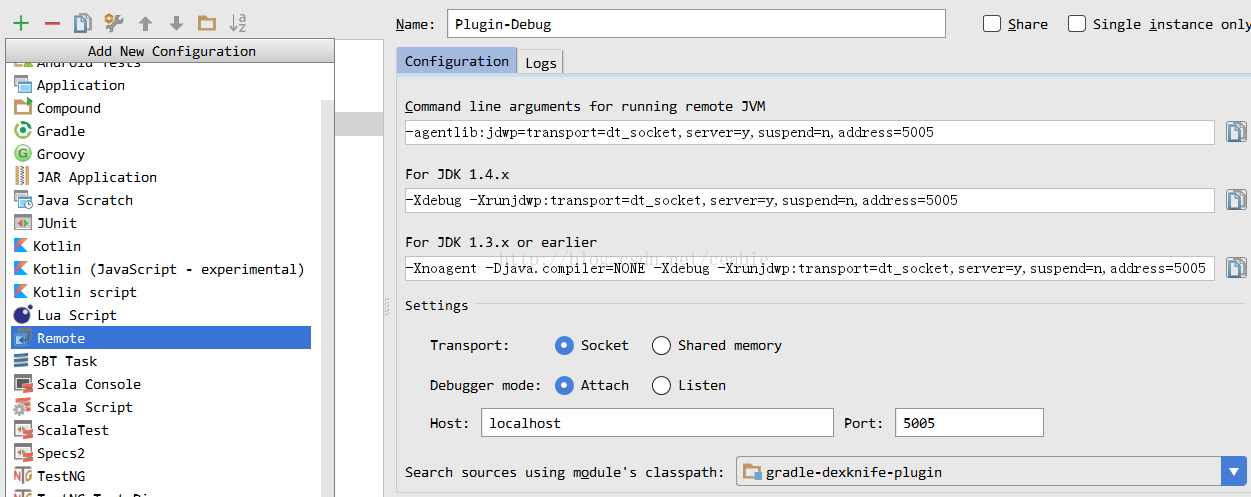 Name: Plugin-Debug Share Single instance only
Add New Configuration
Android Tests
Application
Compound
Gradle
Groovy
JAR Application
Java Scratch
JUnit
Kotlin
Kotlin (JavaScript - experimental)
Kotlin script
Lua Script
Remote
SBT Task
Scala Console
Scala Script
ScalaTest
Specs2
TestNG
Configuration Logs
Command line arguments for running remote JVM
-agentlib:jdwp=transport=dt_socket,server=y,suspend=n,address=5005
For JDK 1.4.x
-Xdebug -Xrunjdwp:transport=dt_socket,server=y,suspend=n,address=5005
For JDK 1.3.x or earlier
http://blog.csdn.net/ceabie
-Xnoagent -Djava.compiler=NONE -Xdebug -Xrunjdwp:transport=dt_socket,server=y,suspend=n,address=5005
Settings
Transport: Socket Shared memory
Debugger mode: Attach Listen
Host: localhost Port: 5005
Search sources using module's classpath: gradle-dexknife-plugin